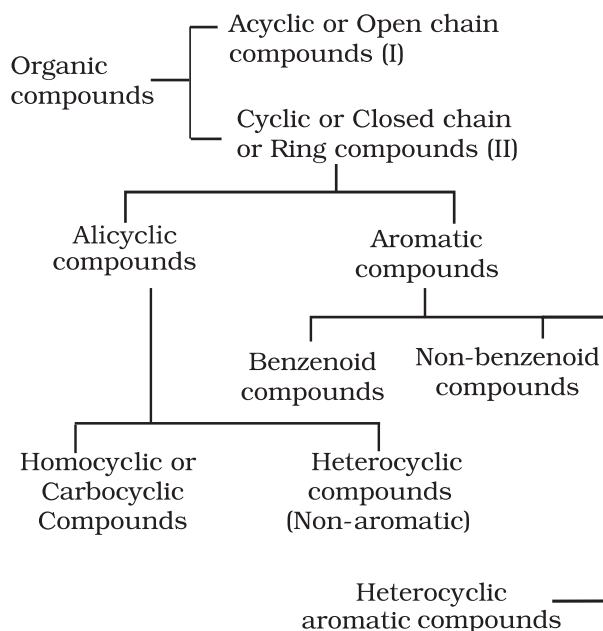 Acyclic or Open chain
compounds (I)
Organic
compounds
Cyclic or Closed chain
or Ring compounds (II)
Alicyclic
compounds
Aromatic
compounds
Benzenoid
compounds
Non-benzenoid
compounds
Homocyclic or
Carbocyclic
Compounds
Heterocyclic
compounds
(Non-aromatic)
Heterocyclic
aromatic compounds